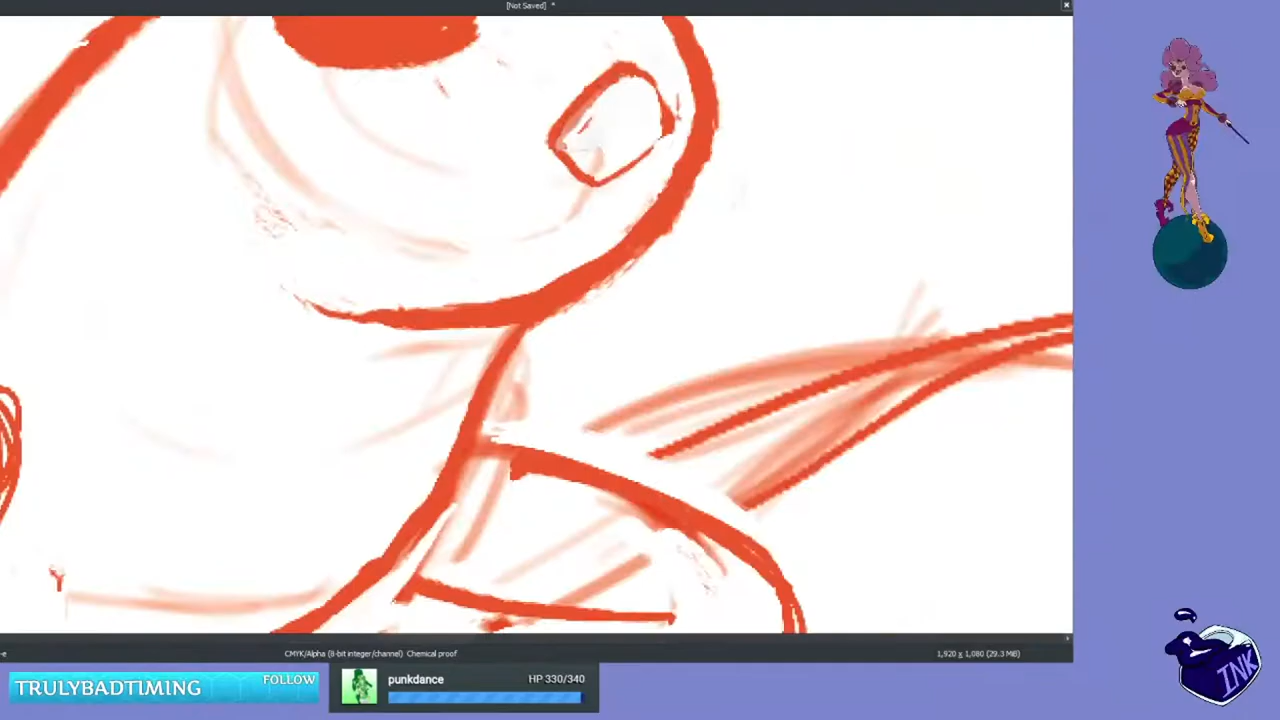 [Not Saved] *
CMYK/Alpha (8-bit integer/channel) Chemical proof
1,920 x 1,080 (29.3 MiB)
TRULYBADTIMING
FOLLOW
punkdance
HP 330/340
INK